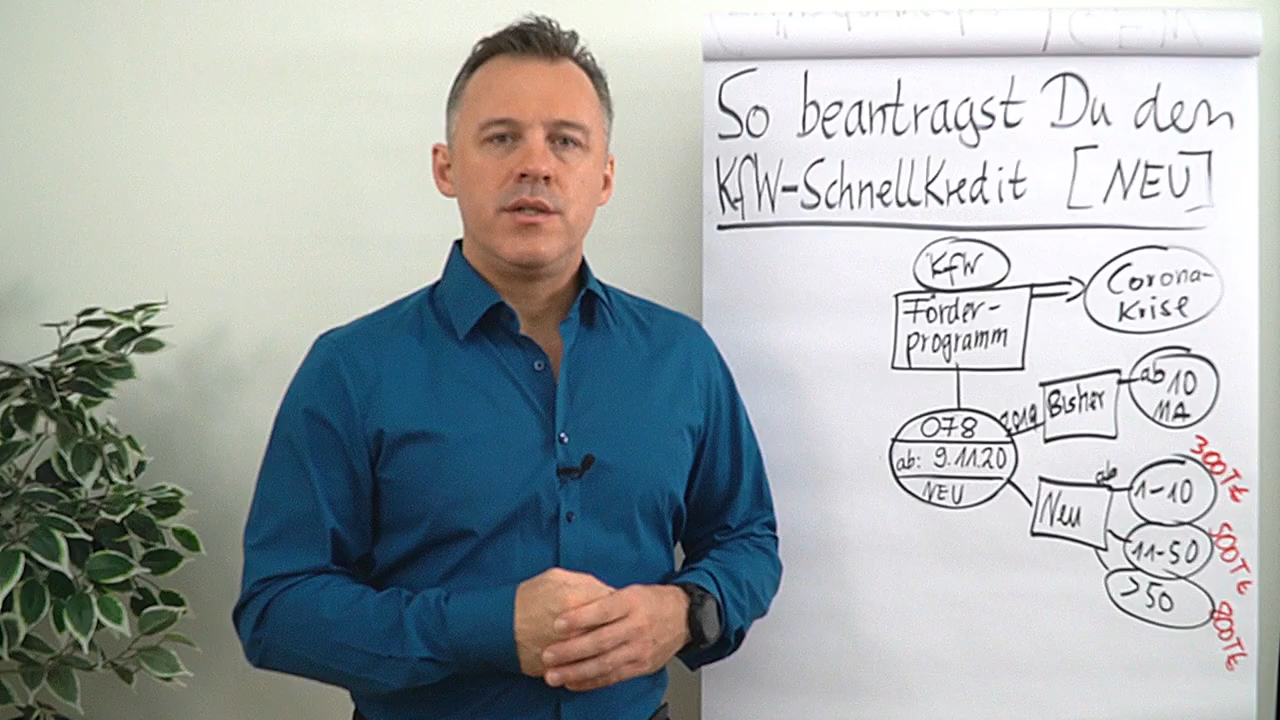 So beantragst Du den
KfW-Schnellkredit [NEU]
KfW
Förder-
programm
Corona-
Krise
078
ab: 9.11.20
NEU
2019
Bisher
ab 10
MA
Neu
ab
1-10
300T€
11-50
500T€
>50
800T€